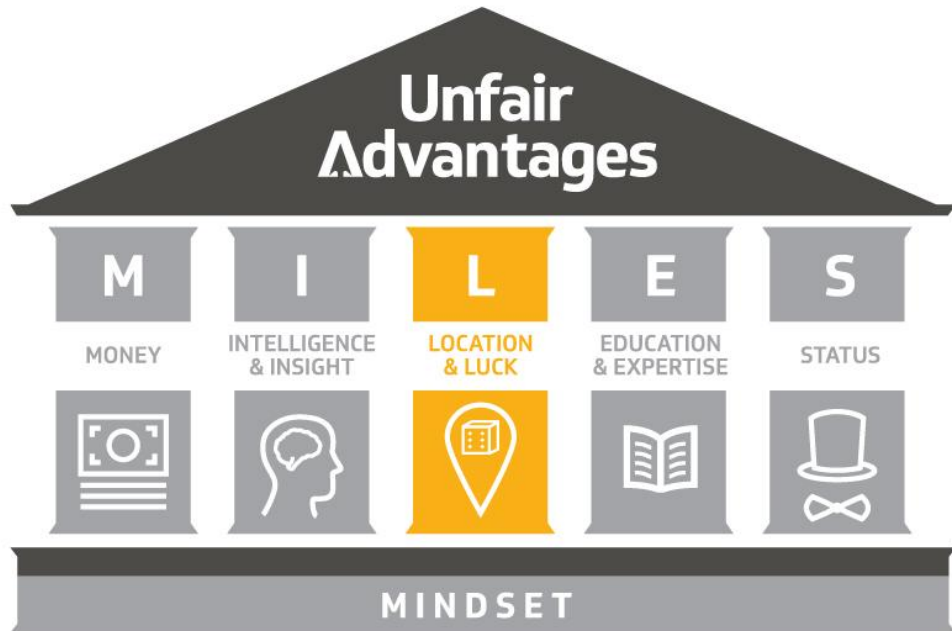 Unfair
Advantages
M I L E S
MONEY
INTELLIGENCE
& INSIGHT
LOCATION
& LUCK
EDUCATION
& EXPERTISE
STATUS
MINDSET